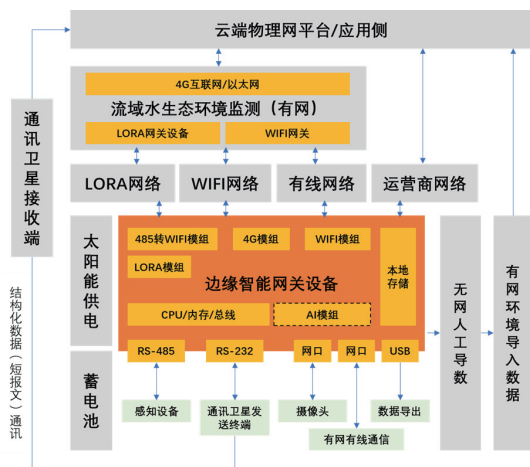 云端物理网平台/应用侧
4G互联网/以太网
流域水生态环境监测（有网）
LORA网关设备
WIFI网关
通讯卫星接收端
LORA网络
WIFI网络
有线网络
运营商网络
太阳能供电
485转WIFI模组
4G模组
WIFI模组
本地
存储
LORA模组
边缘智能网关设备
CPU/内存/总线
AI模组
RS-485
RS-232
网口
网口
USB
蓄电池
感知设备
通讯卫星发
送终端
摄像头
数据导出
有网有线通信
无网人工导数
有网环境导入数据
结构化数据（短报文）通讯